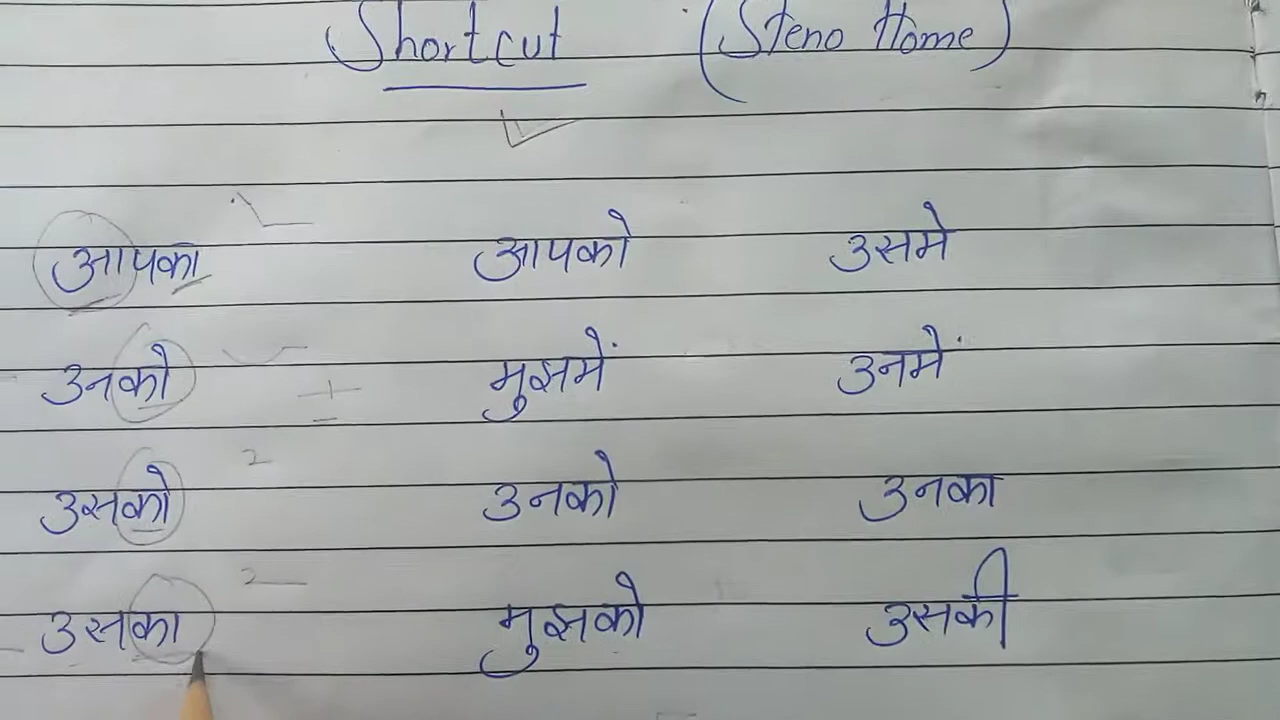 Shortcut (Steno Home)
आपका आपको उसमे
उनको मुझमें उनमें
उसको उनको उनका
उसका मुझको उसकी